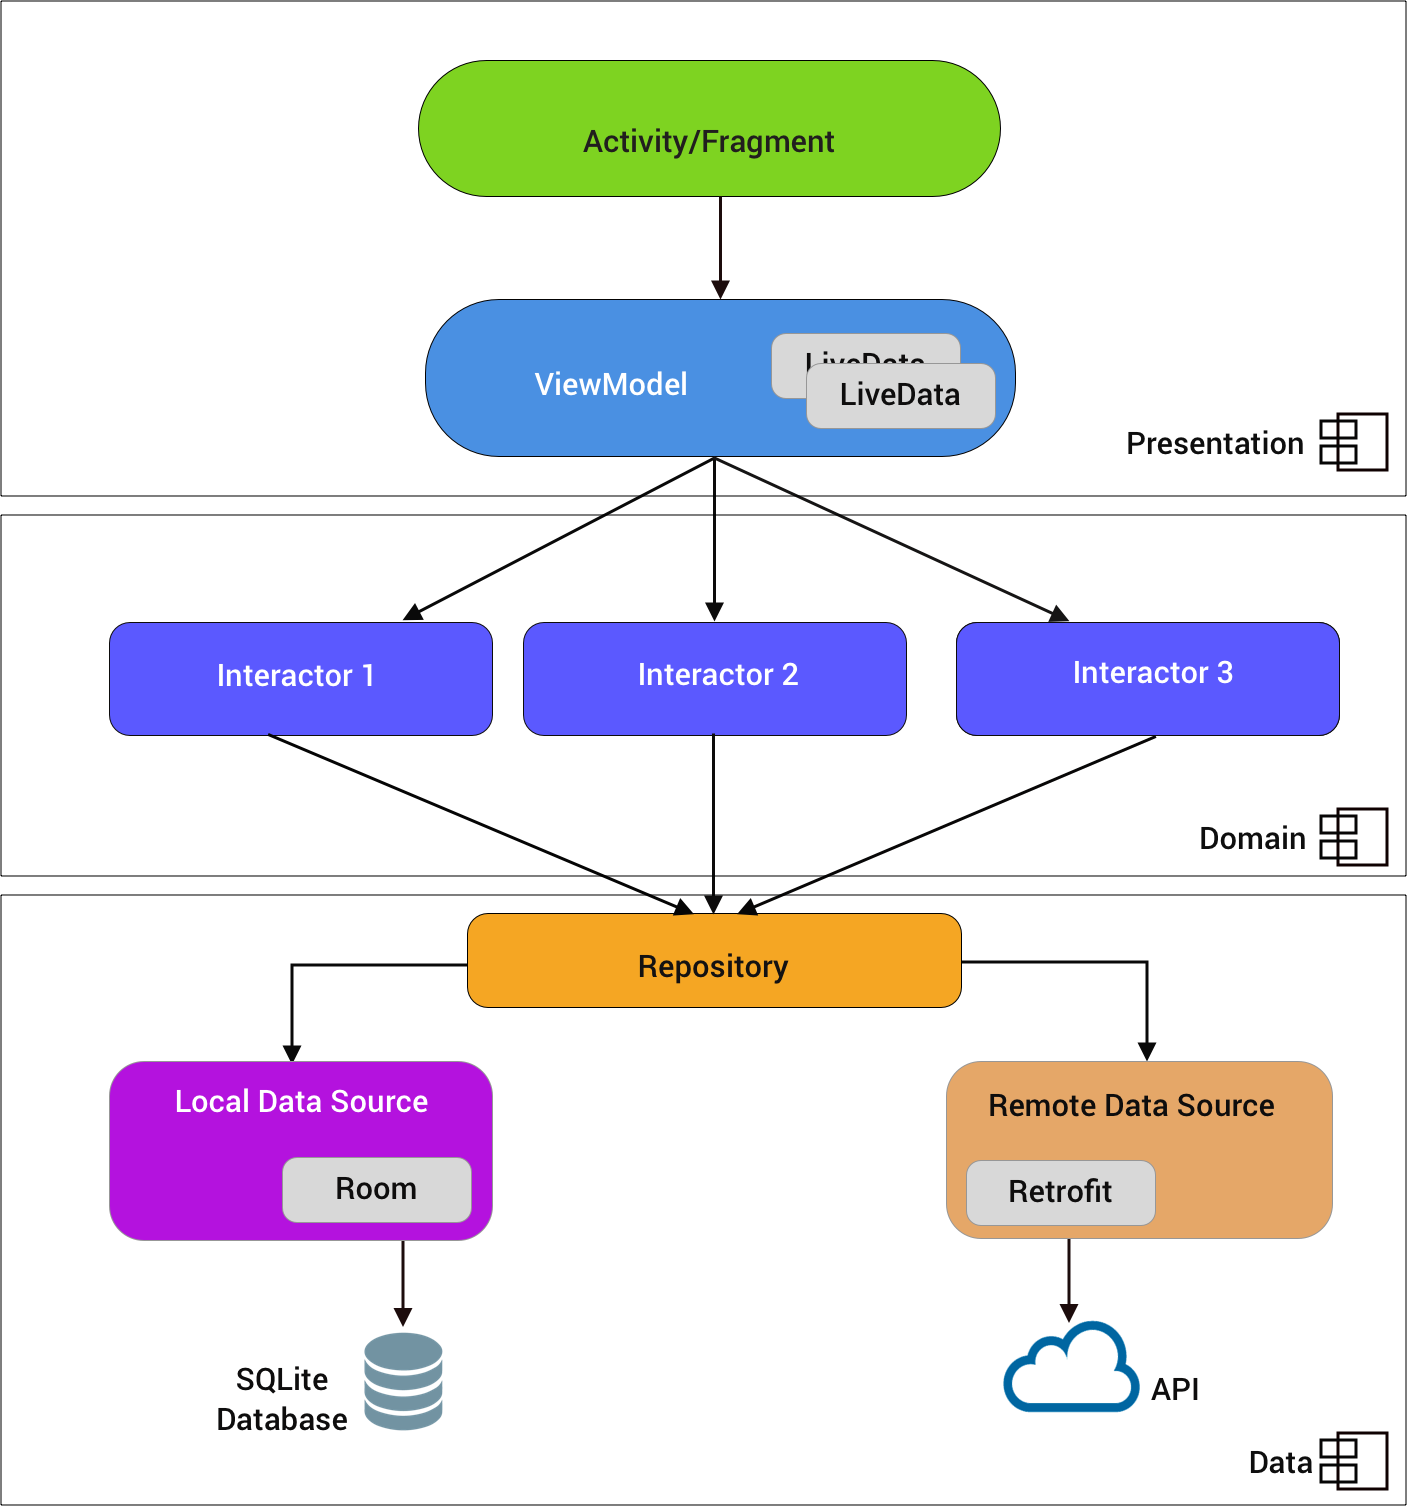 Activity/Fragment
LiveData
ViewModel
LiveData
Presentation
Interactor 1
Interactor 2
Interactor 3
Domain
Repository
Local Data Source
Remote Data Source
Room
Retrofit
SQLite
Database
API
Data